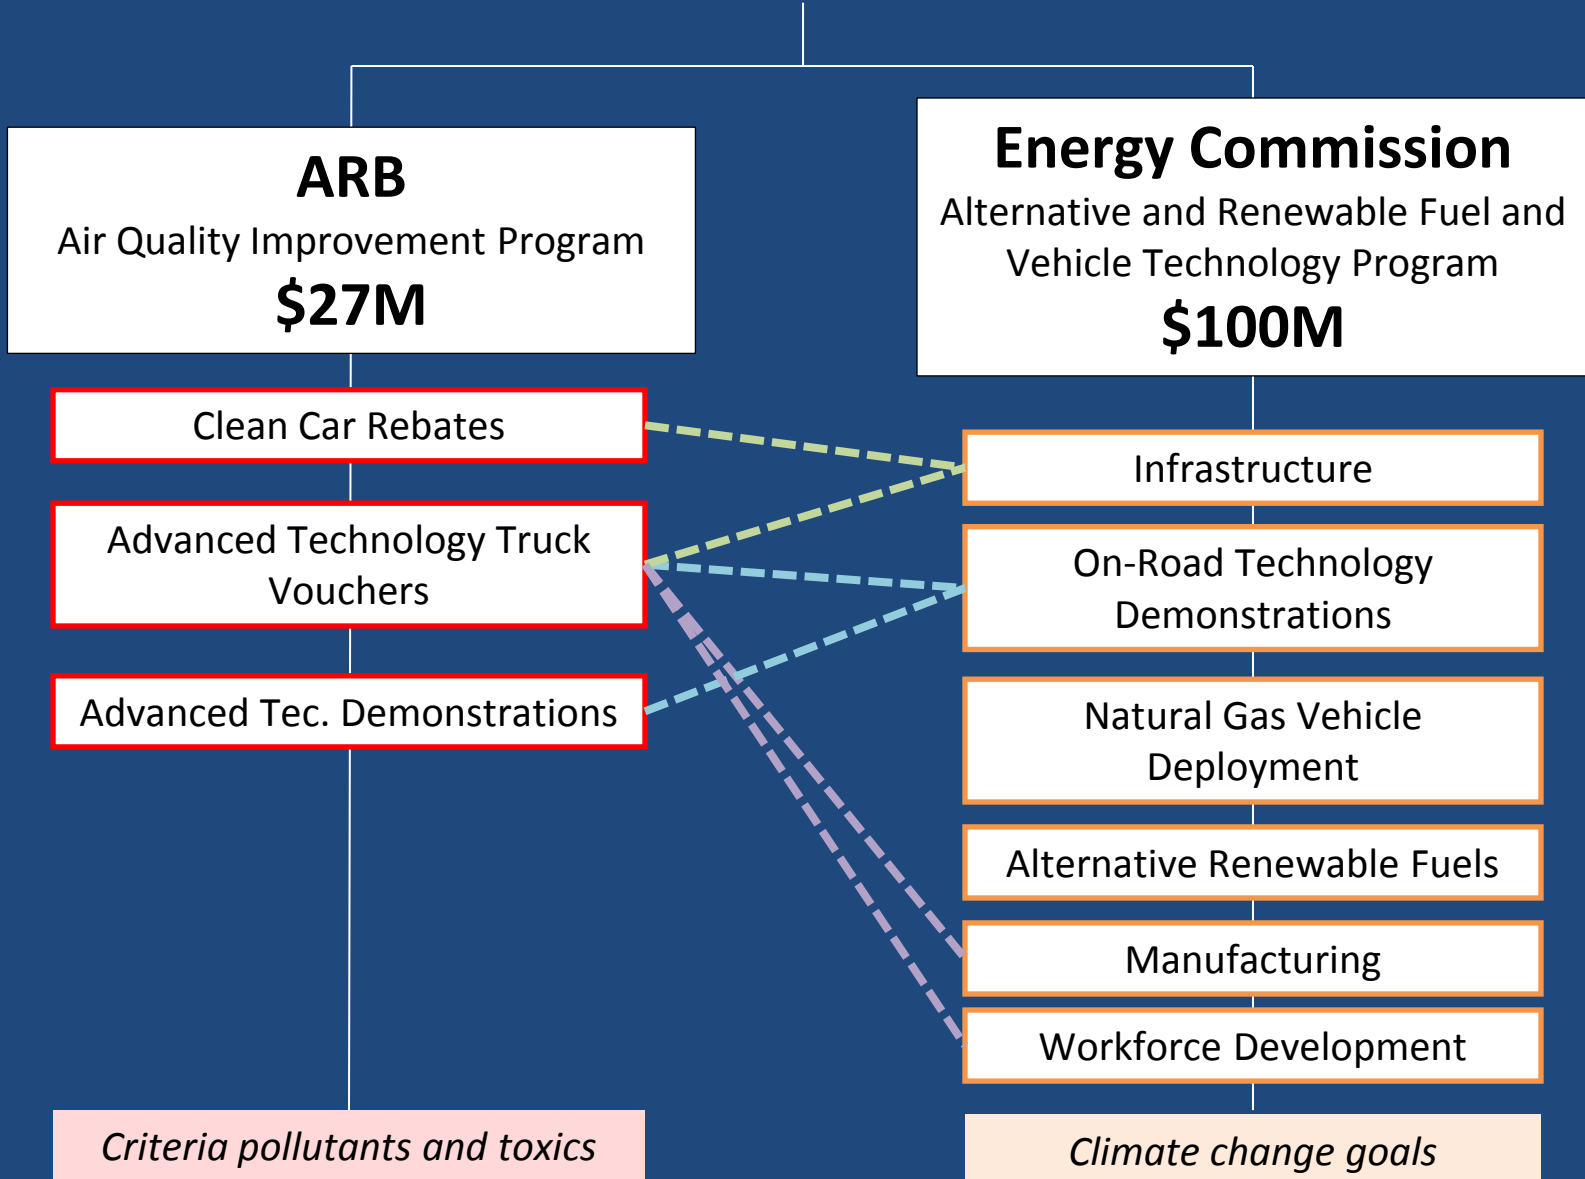 ARB
Air Quality Improvement Program
$27M
Clean Car Rebates
Advanced Technology Truck
Vouchers
Advanced Tec. Demonstrations
Criteria pollutants and toxics
Energy Commission
Alternative and Renewable Fuel and
Vehicle Technology Program
$100M
Infrastructure
On-Road Technology
Demonstrations
Natural Gas Vehicle
Deployment
Alternative Renewable Fuels
Manufacturing
Workforce Development
Climate change goals